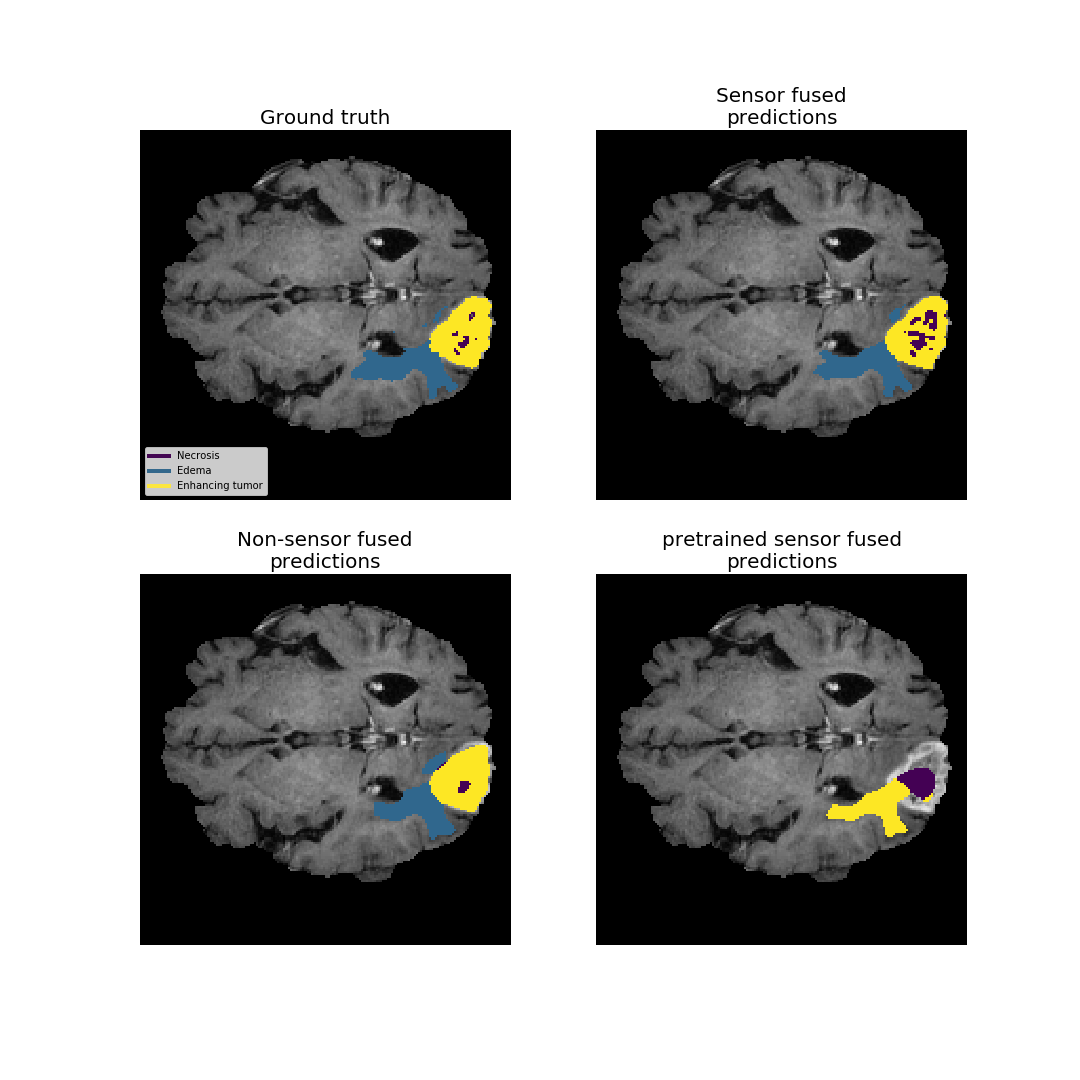 Ground truth
Sensor fused
predictions
Necrosis
Edema
Enhancing tumor
Non-sensor fused
predictions
pretrained sensor fused
predictions